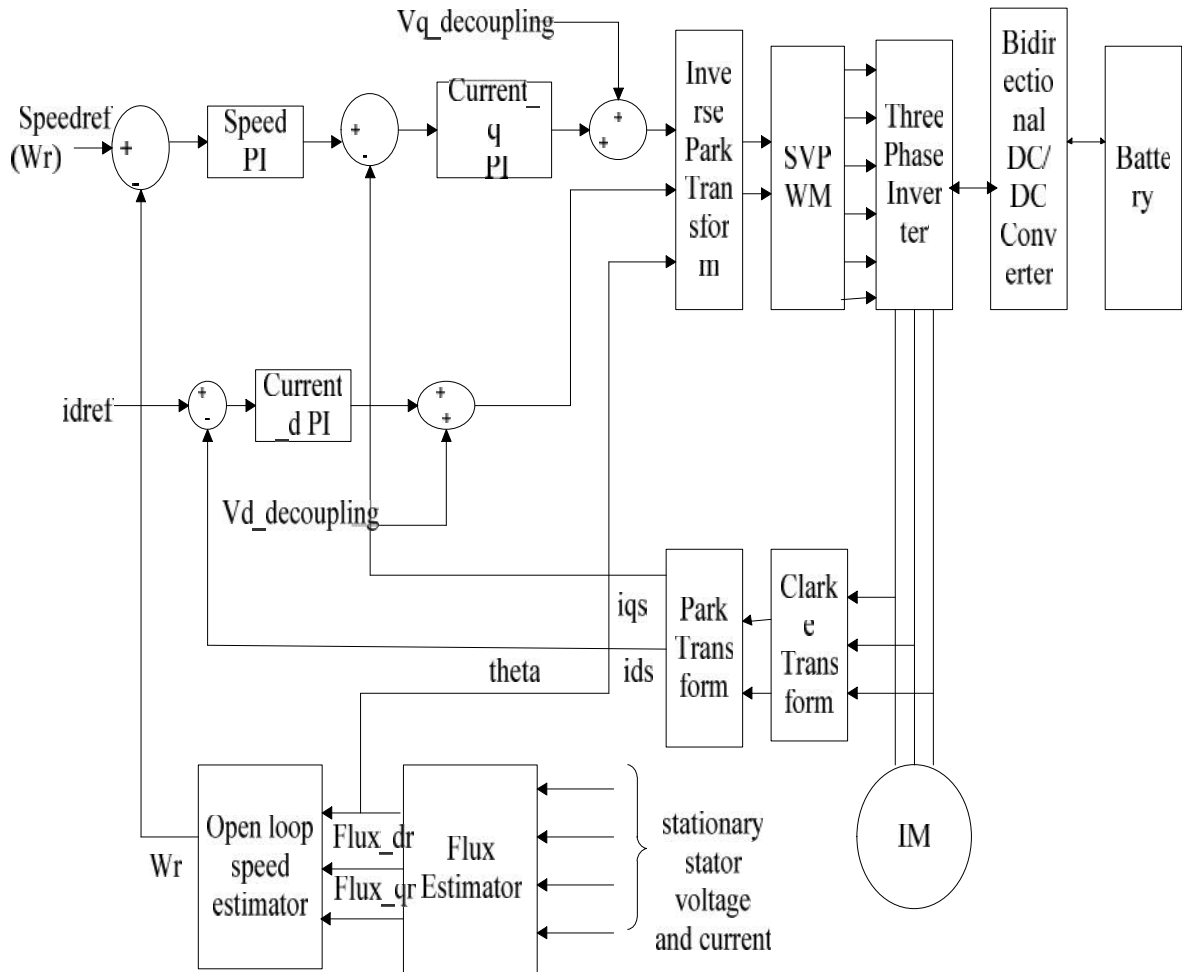 Vq_decoupling
Speedref
(Wr)
+
-
Speed
PI
+
-
Current_
q
PI
+
+
Inve
rse
Park
Tran
sfor
m
SVP
WM
Three
Phase
Inver
ter
Bidir
ectio
nal
DC/
DC
Conv
erter
Batte
ry
idref
+
-
Current
_d PI
+
+
Vd_decoupling
iqs
ids
theta
Park
Trans
form
Clark
e
Trans
form
Wr
Open loop
speed
estimator
Flux_dr
Flux_qr
Flux
Estimator
stationary
stator
voltage
and current
IM